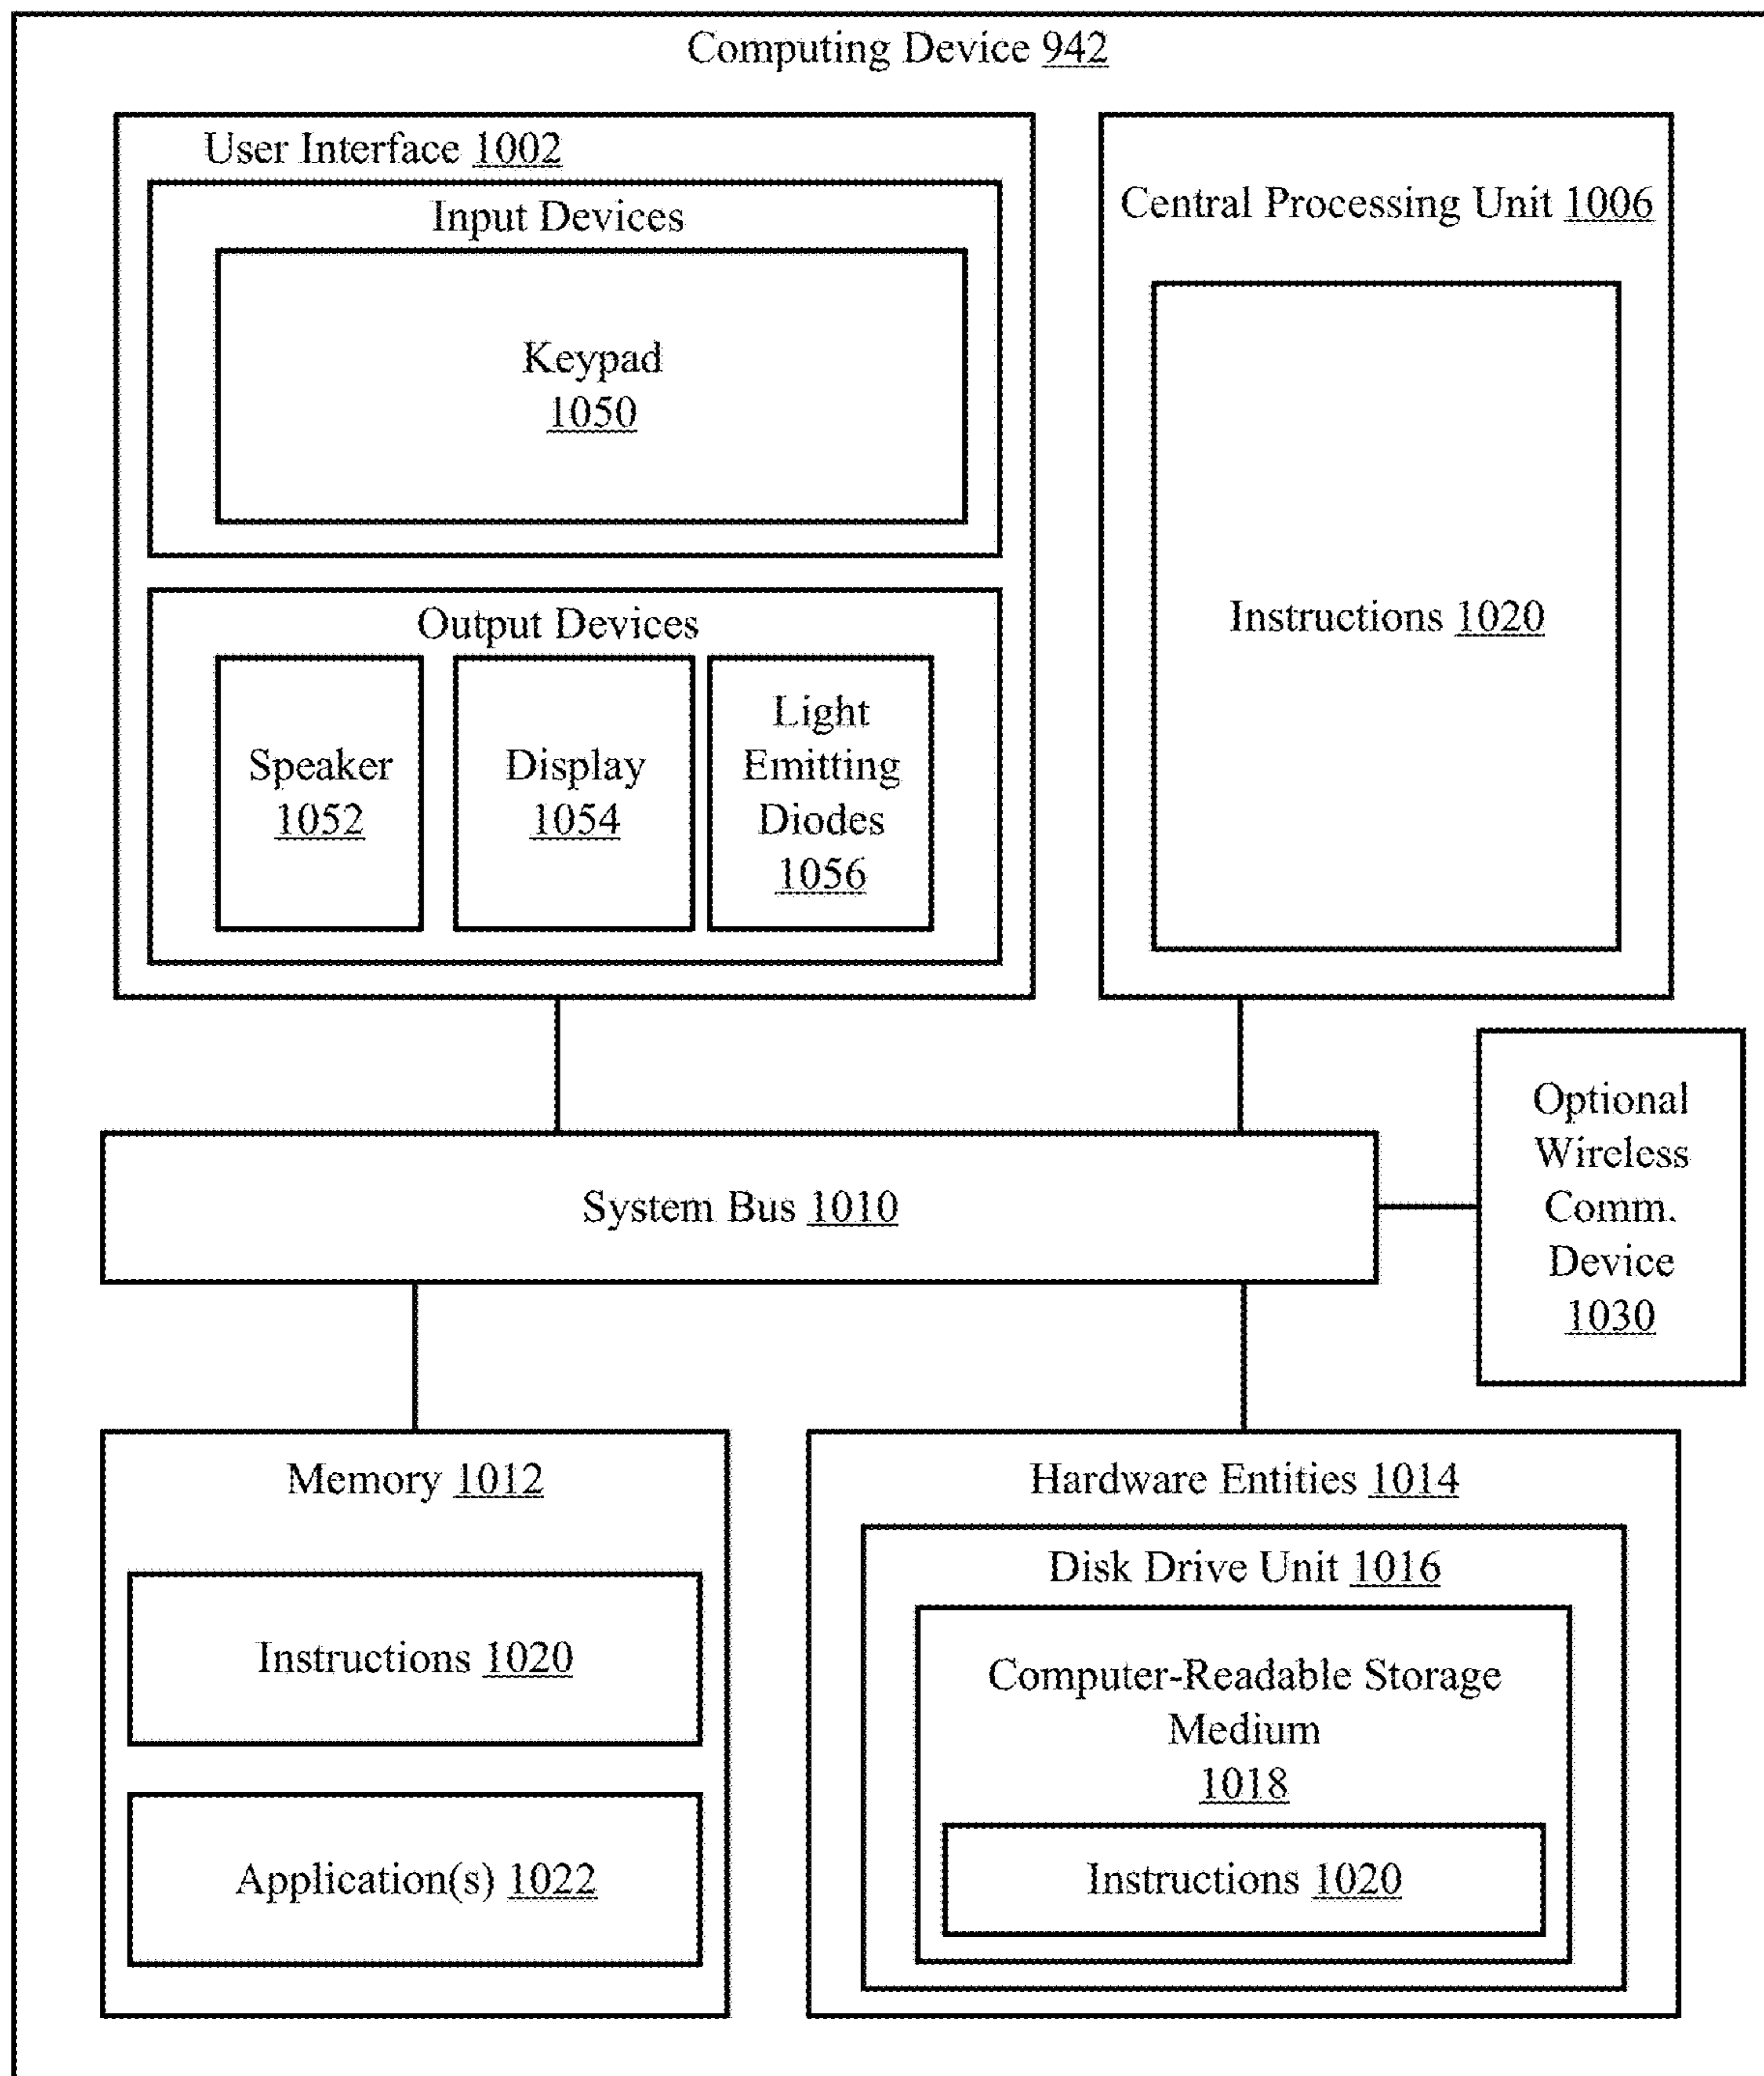 Computing Device 942
User Interface 1002
Input Devices
Keypad
1050
Output Devices
Speaker
1052
Display
1054
Light
Emitting
Diodes
1056
Central Processing Unit 1006
Instructions 1020
System Bus 1010
Optional
Wireless
Comm.
Device
1030
Memory 1012
Instructions 1020
Application(s) 1022
Hardware Entities 1014
Disk Drive Unit 1016
Computer-Readable Storage
Medium
1018
Instructions 1020